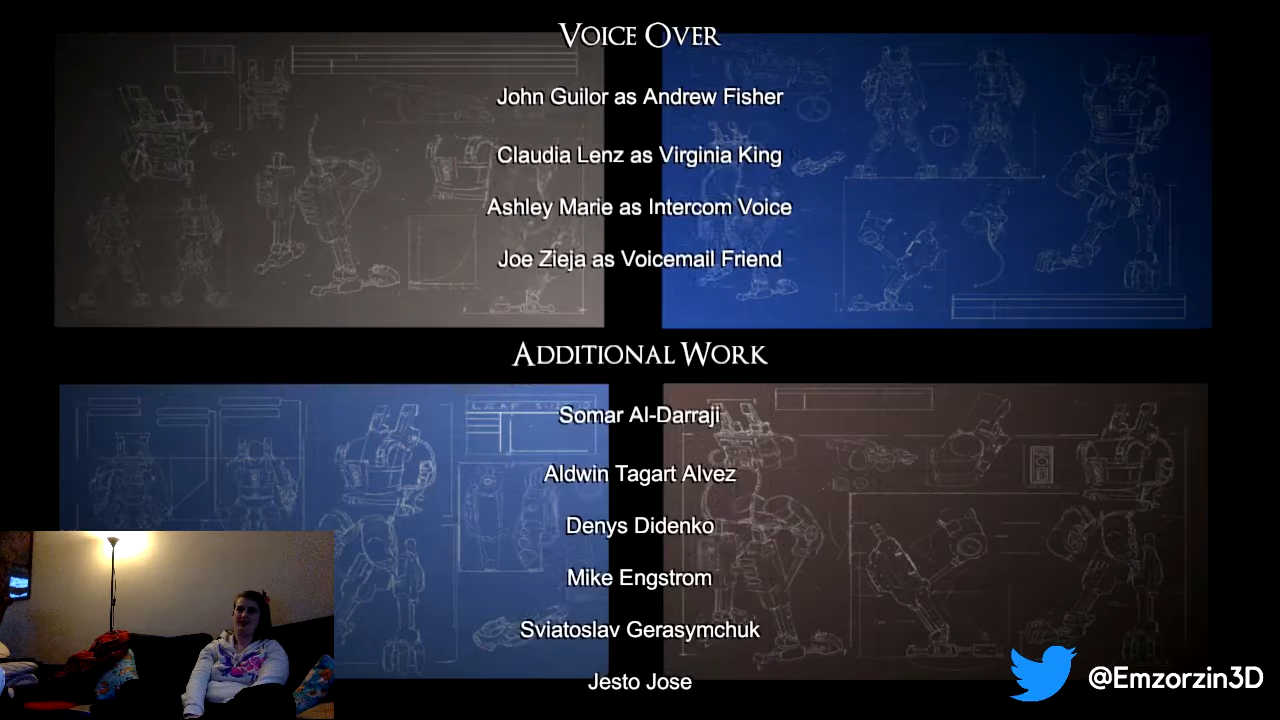 Voice Over
John Guilor as Andrew Fisher
Claudia Lenz as Virginia King
Ashley Marie as Intercom Voice
Joe Zieja as Voicemail Friend
Additional Work
Somar Al-Darraji
Aldwin Tagart Alvez
Denys Didenko
Mike Engstrom
Sviatoslav Gerasymchuk
Jesto Jose
@Emzorzin3D